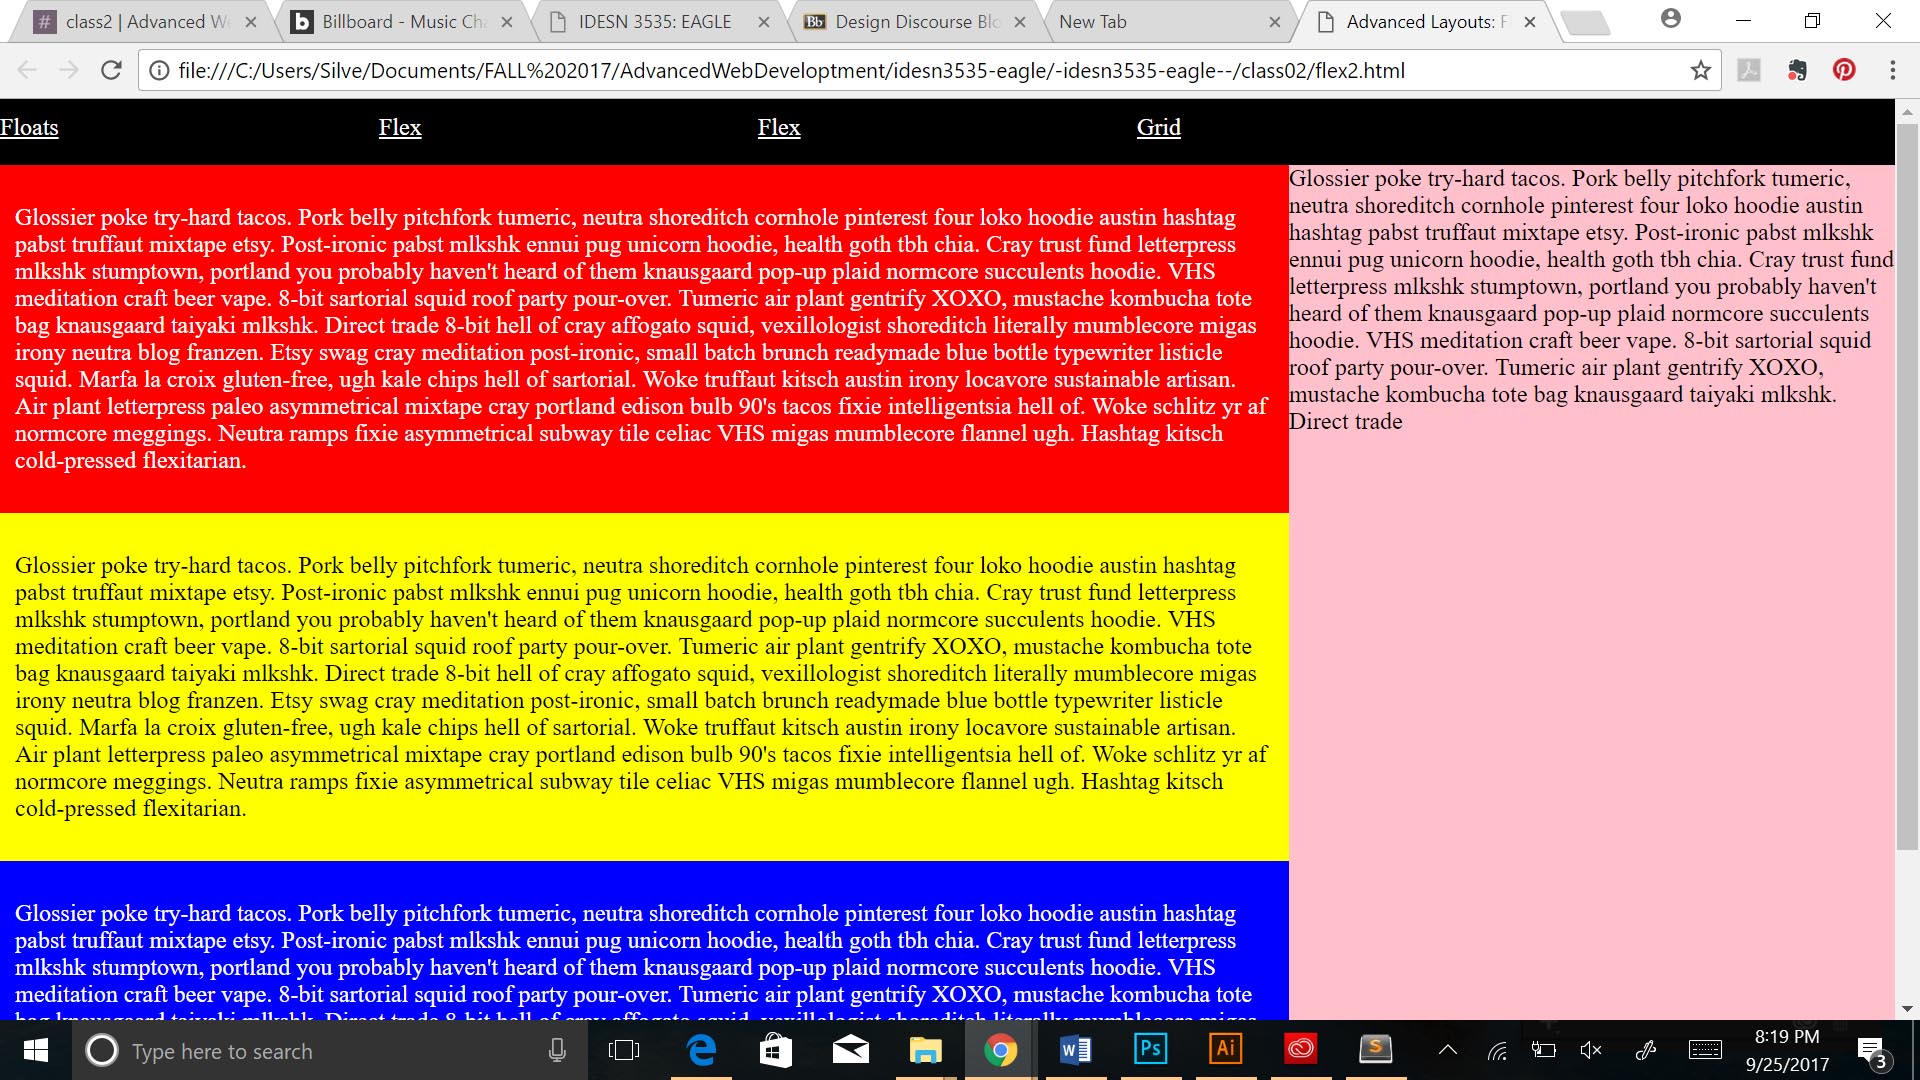 class2 | Advanced W
Billboard - Music Ch
IDESN 3535: EAGLE
Bb Design Discourse Blo
New Tab
Advanced Layouts: F
file:///C:/Users/Silve/Documents/FALL%202017/AdvancedWebDeveloptment/idesn3535-eagle/-idesn3535-eagle--/class02/flex2.html
Floats
Flex
Flex
Grid
Glossier poke try-hard tacos. Pork belly pitchfork tumeric, neutra shoreditch cornhole pinterest four loko hoodie austin hashtag
pabst truffaut mixtape etsy. Post-ironic pabst mlkshk ennui pug unicorn hoodie, health goth tbh chia. Cray trust fund letterpress
mlkshk stumptown, portland you probably haven't heard of them knausgaard pop-up plaid normcore succulents hoodie. VHS
meditation craft beer vape. 8-bit sartorial squid roof party pour-over. Tumeric air plant gentrify XOXO, mustache kombucha tote
bag knausgaard taiyaki mlkshk. Direct trade 8-bit hell of cray affogato squid, vexillologist shoreditch literally mumblecore migas
irony neutra blog franzen. Etsy swag cray meditation post-ironic, small batch brunch readymade blue bottle typewriter listicle
squid. Marfa la croix gluten-free, ugh kale chips hell of sartorial. Woke truffaut kitsch austin irony locavore sustainable artisan.
Air plant letterpress paleo asymmetrical mixtape cray portland edison bulb 90's tacos fixie intelligentsia hell of. Woke schlitz yr af
normcore meggings. Neutra ramps fixie asymmetrical subway tile celiac VHS migas mumblecore flannel ugh. Hashtag kitsch
cold-pressed flexitarian.
Glossier poke try-hard tacos. Pork belly pitchfork tumeric,
neutra shoreditch cornhole pinterest four loko hoodie austin
hashtag pabst truffaut mixtape etsy. Post-ironic pabst mlkshk
ennui pug unicorn hoodie, health goth tbh chia. Cray trust fund
letterpress mlkshk stumptown, portland you probably haven't
heard of them knausgaard pop-up plaid normcore succulents
hoodie. VHS meditation craft beer vape. 8-bit sartorial squid
roof party pour-over. Tumeric air plant gentrify XOXO,
mustache kombucha tote bag knausgaard taiyaki mlkshk.
Direct trade
Glossier poke try-hard tacos. Pork belly pitchfork tumeric, neutra shoreditch cornhole pinterest four loko hoodie austin hashtag
pabst truffaut mixtape etsy. Post-ironic pabst mlkshk ennui pug unicorn hoodie, health goth tbh chia. Cray trust fund letterpress
mlkshk stumptown, portland you probably haven't heard of them knausgaard pop-up plaid normcore succulents hoodie. VHS
meditation craft beer vape. 8-bit sartorial squid roof party pour-over. Tumeric air plant gentrify XOXO, mustache kombucha tote
bag knausgaard taiyaki mlkshk. Direct trade 8-bit hell of cray affogato squid, vexillologist shoreditch literally mumblecore migas
irony neutra blog franzen. Etsy swag cray meditation post-ironic, small batch brunch readymade blue bottle typewriter listicle
squid. Marfa la croix gluten-free, ugh kale chips hell of sartorial. Woke truffaut kitsch austin irony locavore sustainable artisan.
Air plant letterpress paleo asymmetrical mixtape cray portland edison bulb 90's tacos fixie intelligentsia hell of. Woke schlitz yr af
normcore meggings. Neutra ramps fixie asymmetrical subway tile celiac VHS migas mumblecore flannel ugh. Hashtag kitsch
cold-pressed flexitarian.
Glossier poke try-hard tacos. Pork belly pitchfork tumeric, neutra shoreditch cornhole pinterest four loko hoodie austin hashtag
pabst truffaut mixtape etsy. Post-ironic pabst mlkshk ennui pug unicorn hoodie, health goth tbh chia. Cray trust fund letterpress
mlkshk stumptown, portland you probably haven't heard of them knausgaard pop-up plaid normcore succulents hoodie. VHS
meditation craft beer vape. 8-bit sartorial squid roof party pour-over. Tumeric air plant gentrify XOXO, mustache kombucha tote
Type here to search
Ps
Ai
8:19 PM
9/25/2017
3